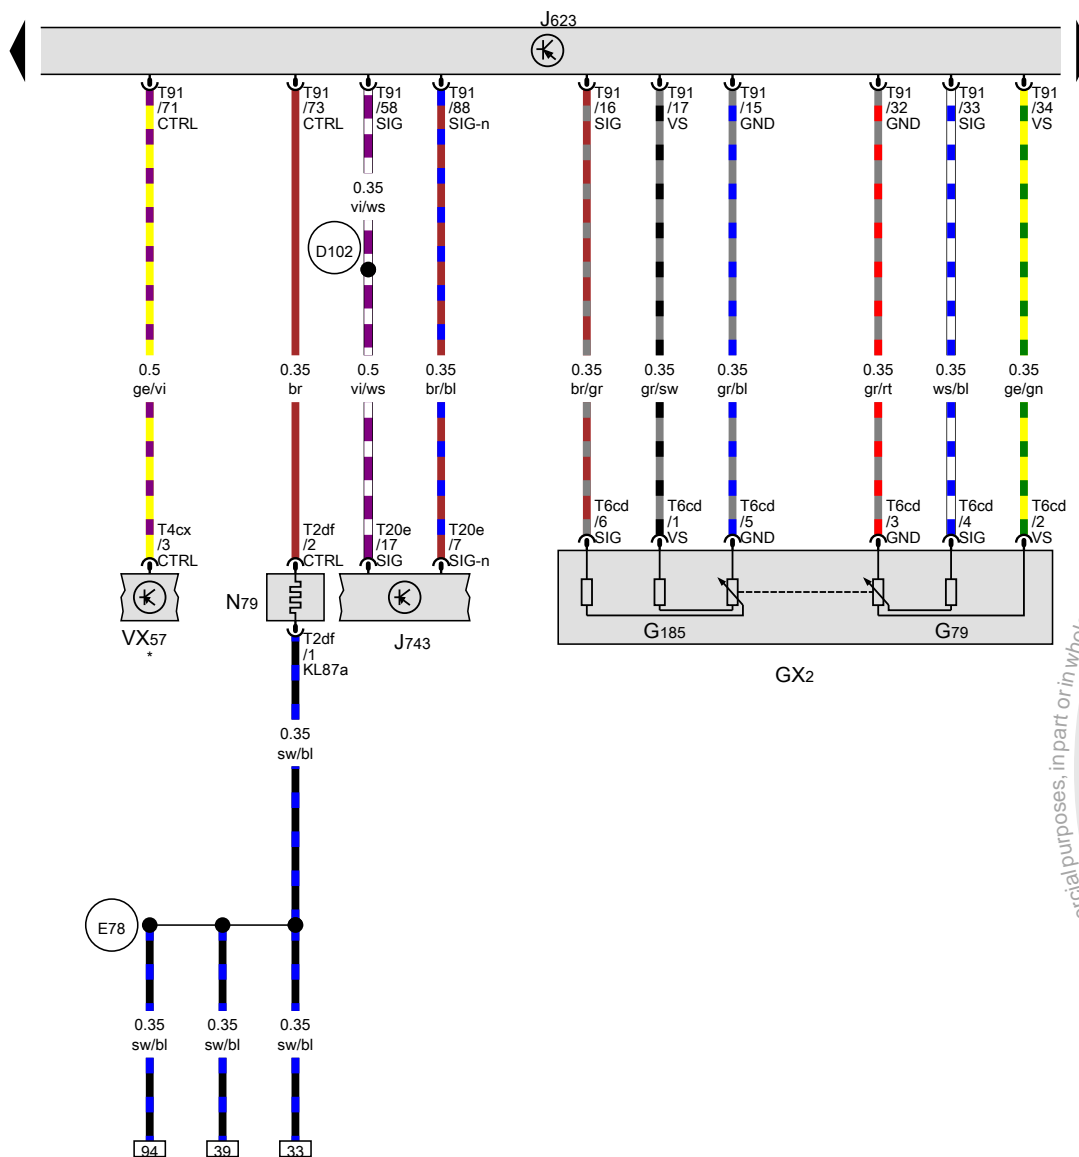 J623
T91 T91 T91 T91 T91 T91 T91 T91 T91 T91
/71 /73 /58 /88 /16 /17 /15 /32 /33 /34
CTRL CTRL SIG SIG-n SIG VS GND GND SIG VS
0.35
vi/ws
D102
0.5 0.35 0.5 0.35 0.35 0.35 0.35 0.35 0.35 0.35
ge/vi br vi/ws br/bl br/gr gr/sw gr/bl gr/rt ws/bl ge/gn
T6cd T6cd T6cd T6cd T6cd T6cd
/6 /1 /5 /3 /4 /2
SIG VS GND GND SIG VS
T4cx T2df T20e T20e
/3 /2 /17 /7
CTRL CTRL SIG SIG-n
N79
VX57
*
J743
G185 G79
GX2
T2df
/1
KL87a
0.35
sw/bl
E78
0.35 0.35 0.35
sw/bl sw/bl sw/bl
94 39 33
ercial purposes, in part or in who